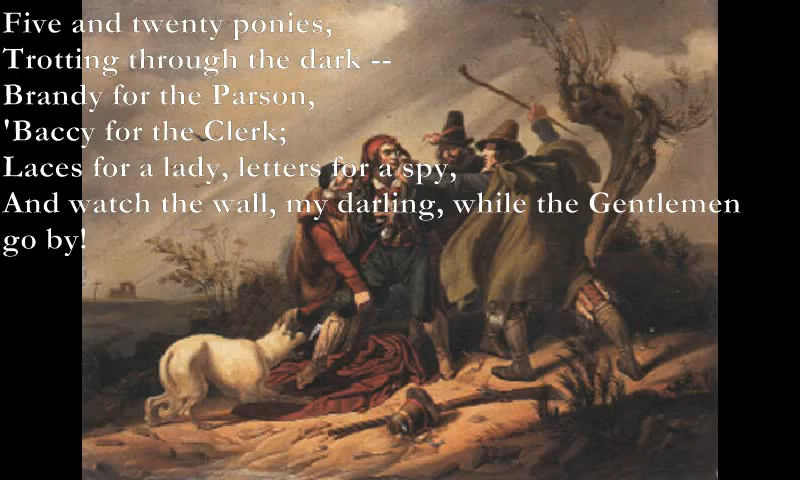 Five and twenty ponies,
Trotting through the dark --
Brandy for the Parson,
'Baccy for the Clerk;
Laces for a lady, letters for a spy,
And watch the wall, my darling, while the Gentlemen
go by!